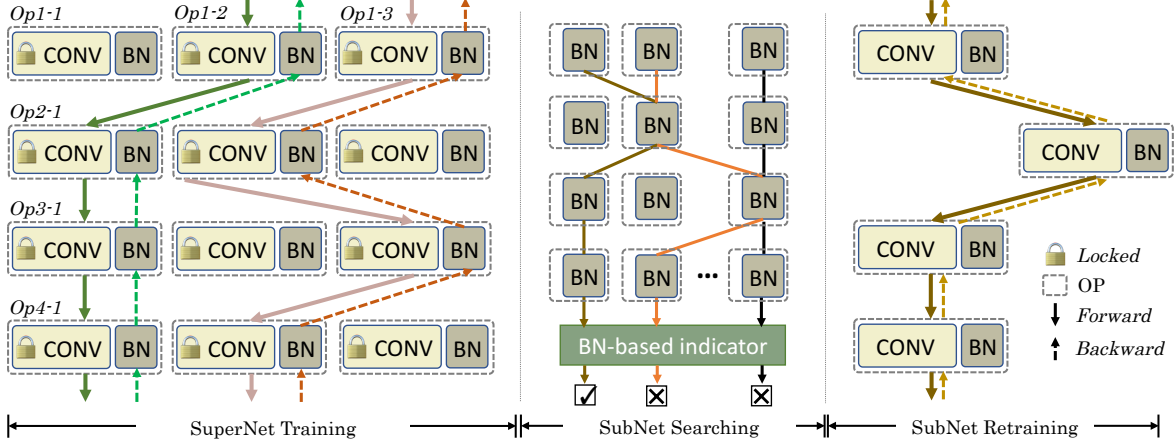 Op1-1 Op1-2 Op1-3
CONV BN CONV BN CONV BN
Op2-1
CONV BN CONV BN CONV BN
Op3-1
CONV BN CONV BN CONV BN
Op4-1
CONV BN CONV BN CONV BN
SuperNet Training
BN BN BN
BN BN BN
BN BN BN
BN BN ... BN
BN-based indicator
SubNet Searching
CONV BN
CONV BN
CONV BN
CONV BN
Locked
OP
Forward
Backward
SubNet Retraining